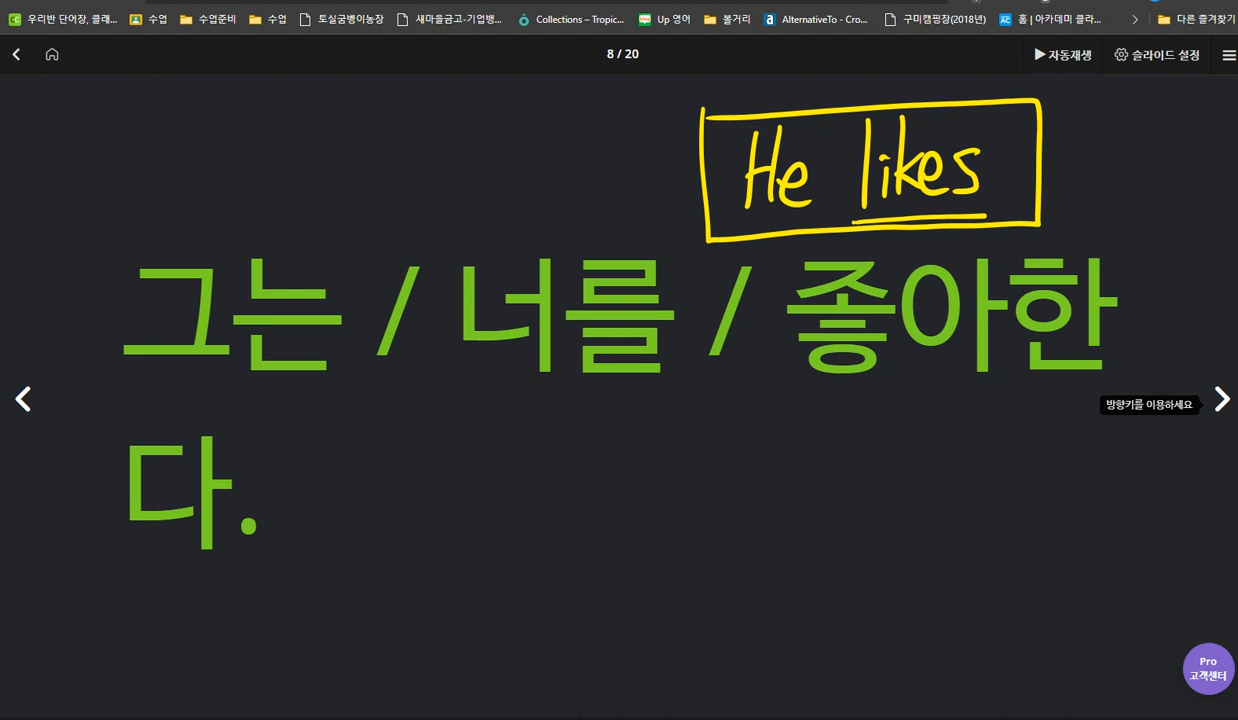 우리반 단어장, 클래... 수업 수업준비 수업 토실굼벵이농장 새마을금고-기업뱅... Collections – Tropic... Up 영어 볼거리 AlternativeTo - Cro... 구미캠핑장(2018년) 홈 | 아카데미 클라... 다른 즐겨찾기
8 / 20 자동재생 슬라이드 설정
He likes
그는 / 너를 / 좋아한
다.
방향키를 이용하세요
Pro
고객센터